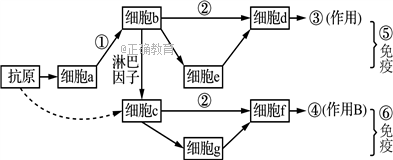 细胞b ② 细胞d ③(作用) ⑤免疫
①
@正确教育
抗原 细胞a 淋巴因子 细胞e
细胞c ② 细胞f ④(作用B) ⑥免疫
细胞g